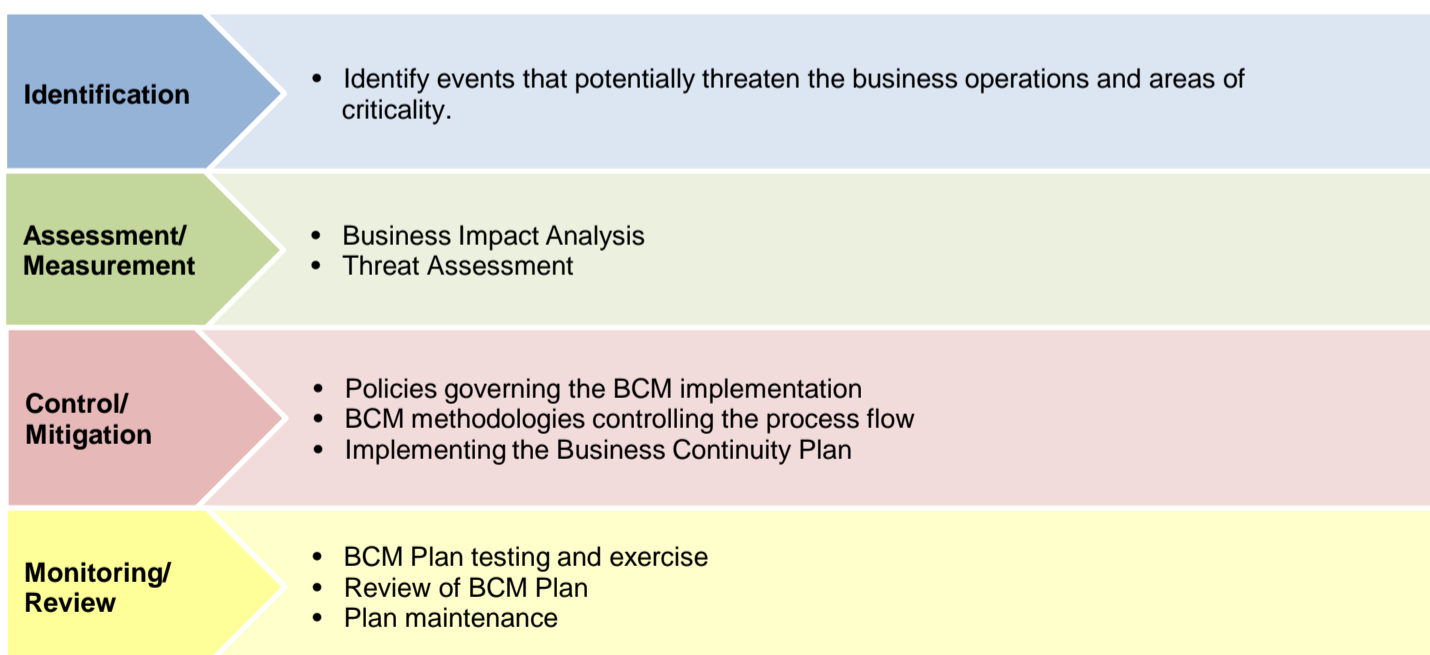 Identification
• Identify events that potentially threaten the business operations and areas of
criticality.
Assessment/
Measurement
• Business Impact Analysis
• Threat Assessment
Control/
Mitigation
• Policies governing the BCM implementation
• BCM methodologies controlling the process flow
• Implementing the Business Continuity Plan
Monitoring/
Review
• BCM Plan testing and exercise
• Review of BCM Plan
• Plan maintenance